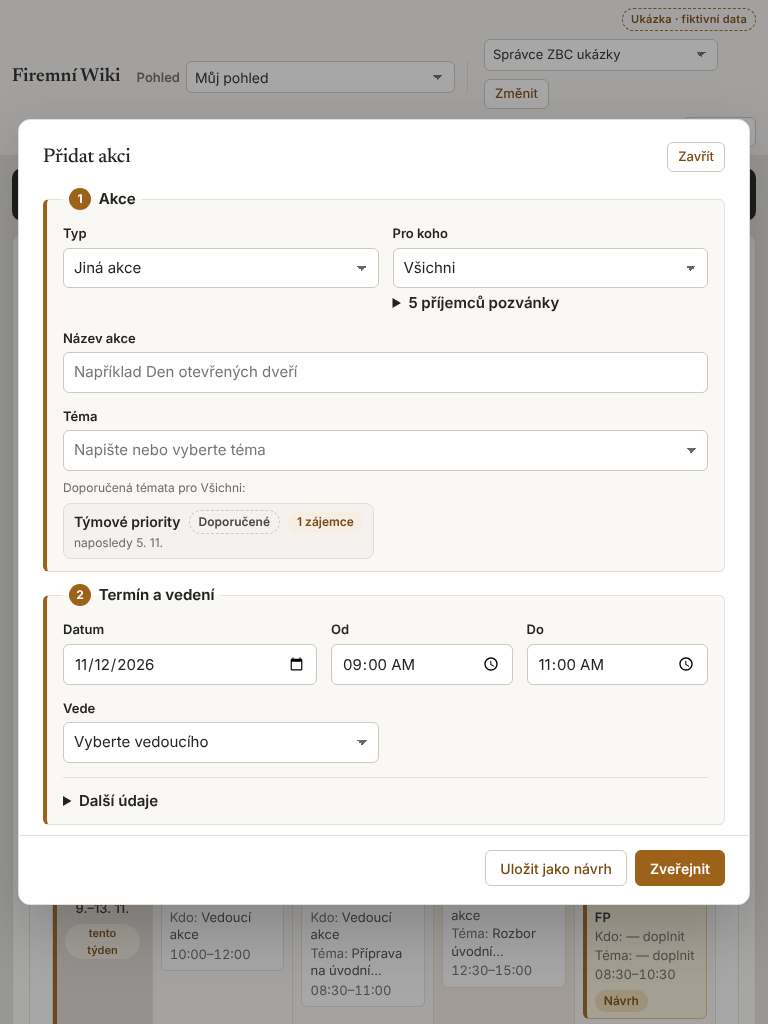 Ukázka · fiktivní data
Firemní Wiki
Pohled
Můj pohled
Správce ZBC ukázky
Změnit
Přidat akci
Zavřít
1 Akce
Typ
Pro koho
Jiná akce
Všichni
5 příjemců pozvánky
Název akce
Například Den otevřených dveří
Téma
Napište nebo vyberte téma
Doporučená témata pro Všichni:
Týmové priority Doporučené 1 zájemce
naposledy 5. 11.
2 Termín a vedení
Datum
Od
Do
11/12/2026
09:00 AM
11:00 AM
Vede
Vyberte vedoucího
Další údaje
Uložit jako návrh
Zveřejnit
9.–13. 11.
tento
týden
Kdo: Vedoucí
akce
10:00–12:00
Kdo: Vedoucí
akce
Téma: Příprava
na úvodní...
08:30–11:00
akce
Téma: Rozbor
úvodní...
12:30–15:00
FP
Kdo: — doplnit
Téma: — doplnit
08:30–10:30
Návrh